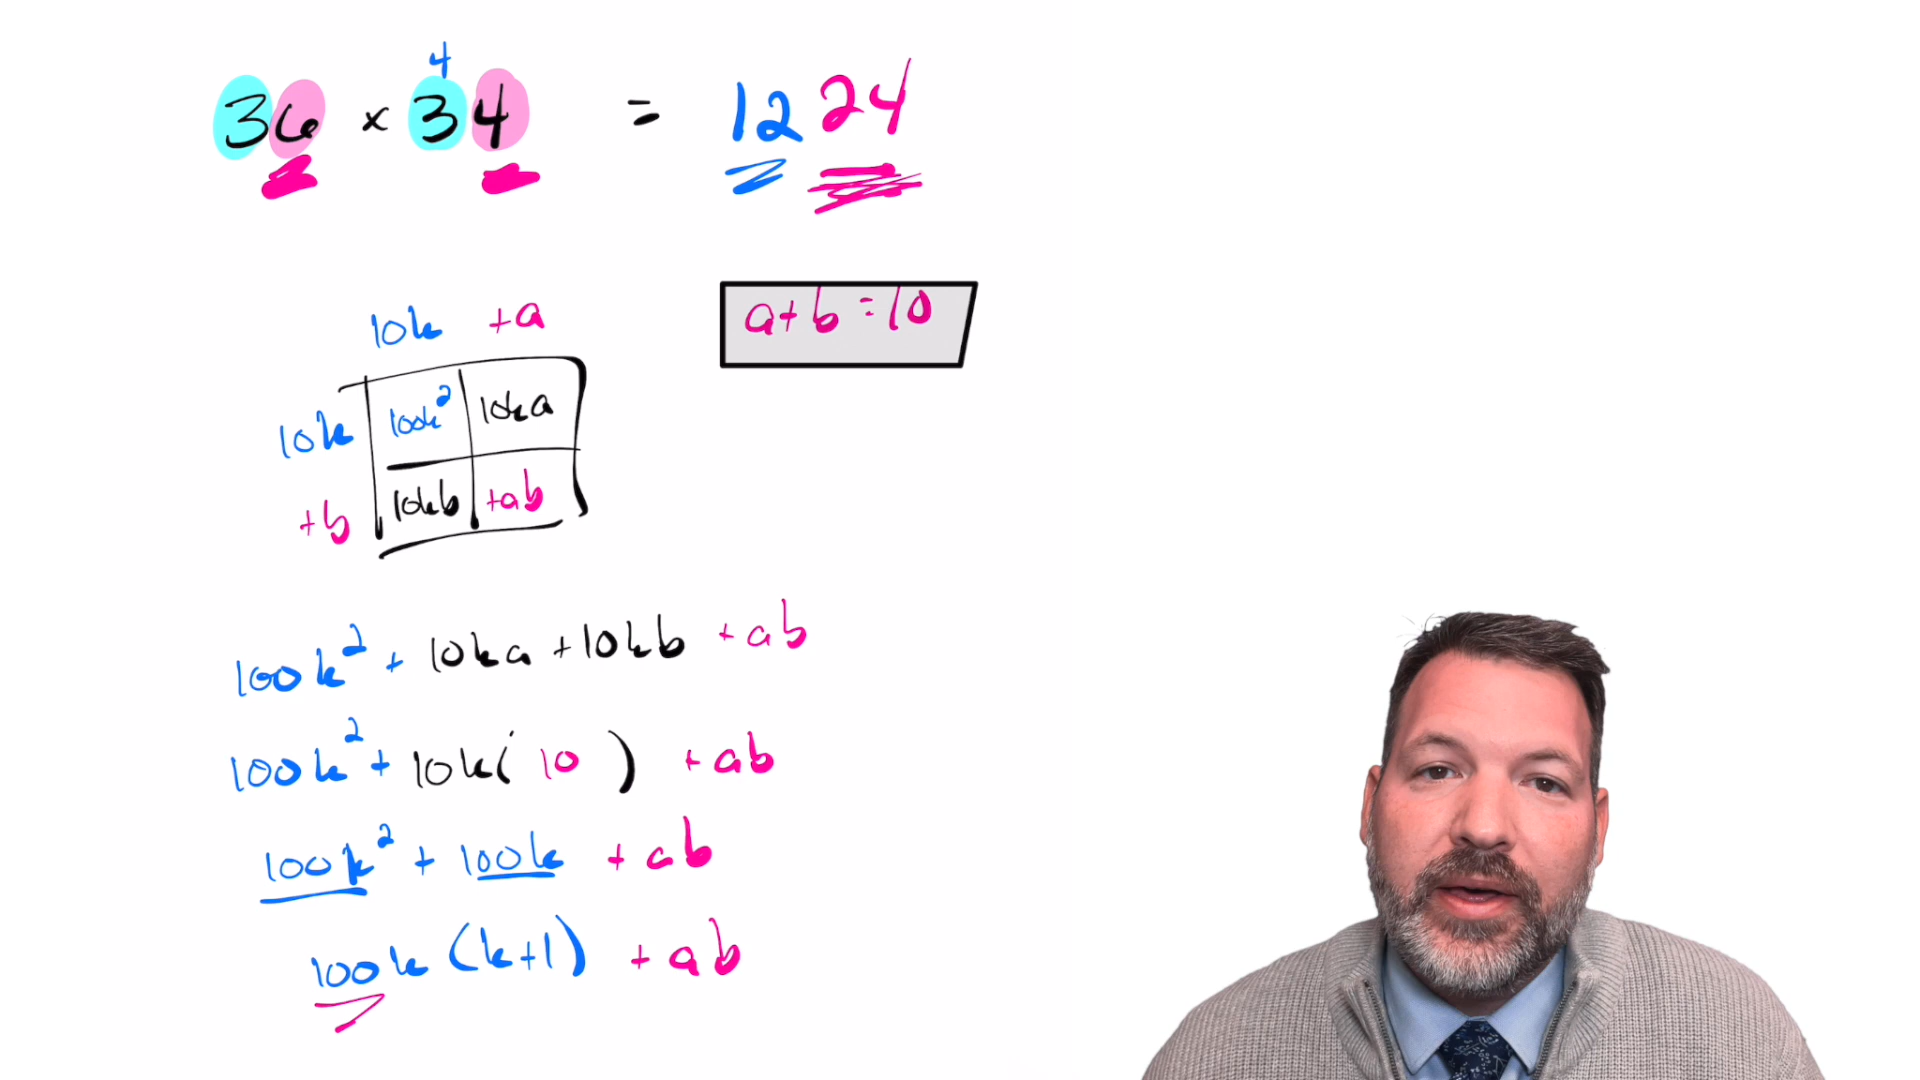 4
36 × 34 = 1224
a+b=10
10k +a
10k 100k² 10ka
+b 10kb +ab
100k² + 10ka + 10kb + ab
100k² + 10k( 10 ) + ab
100k² + 100k + ab
100k (k+1) + ab